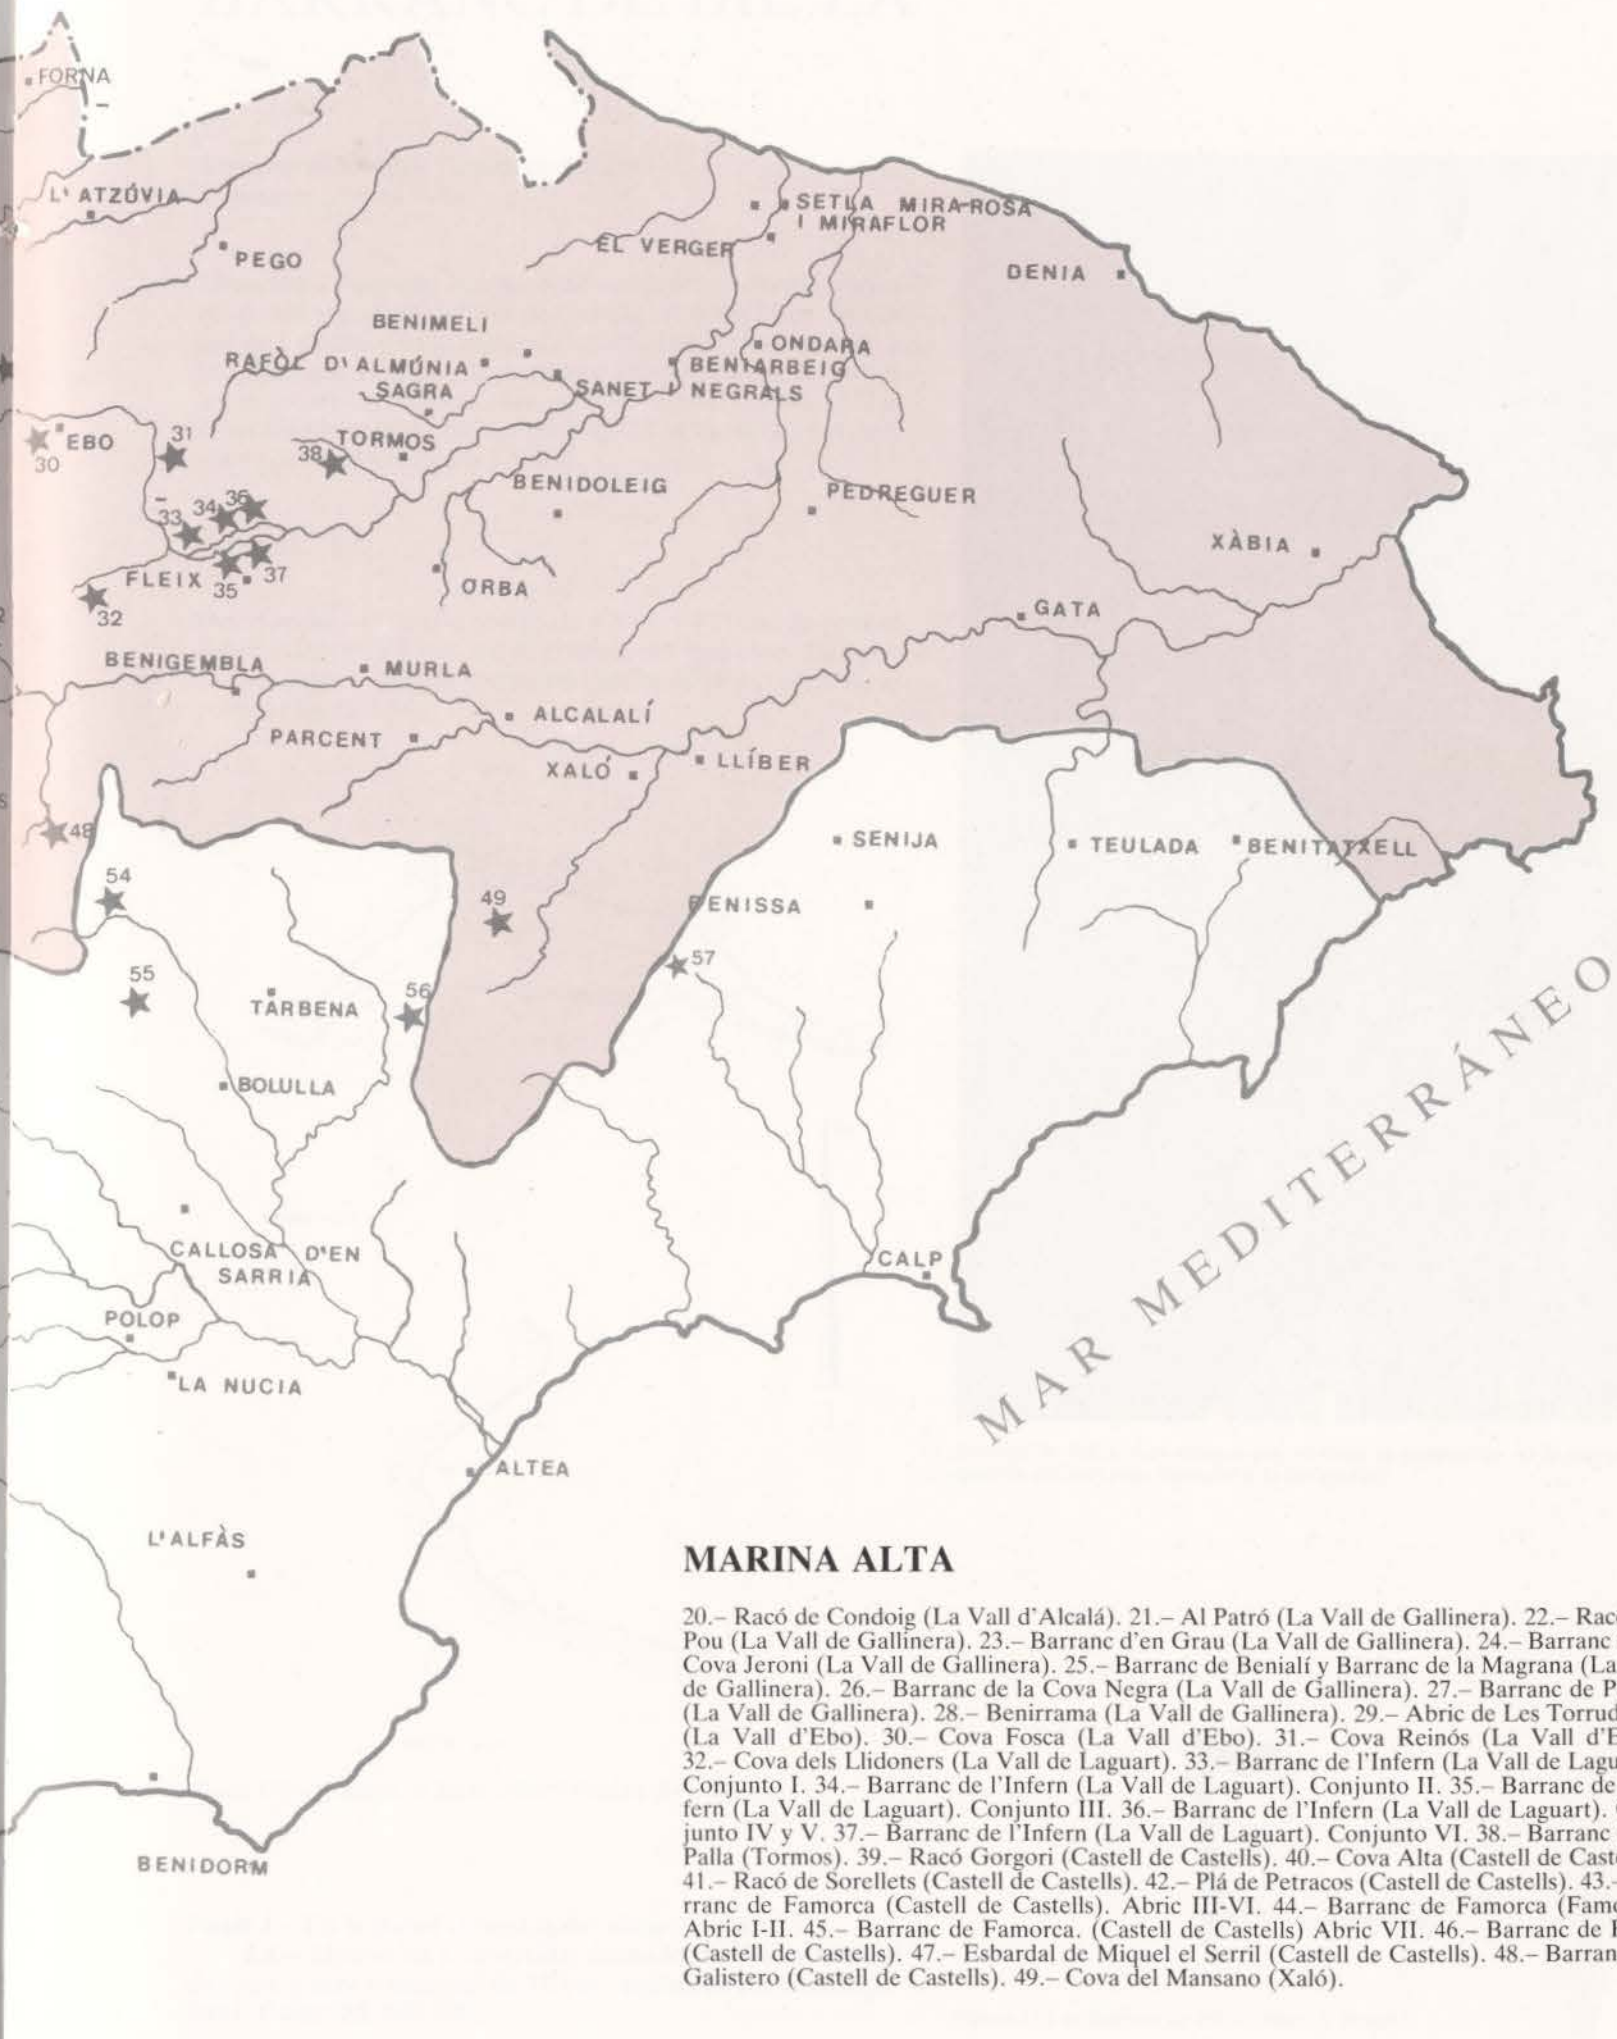 FORNA
L' ATZÚVIA
PEGO
SETLA MIRA-ROSA
I MIRAFLOR
EL VERGER
DENIA
BENIMELI
ONDARA
RAFÒL D'ALMÚNIA
BENIARBEIG
SAGRA
SANET I NEGRALS
EBO
30
31
38
TORMOS
BENIDOLEIG
PEDREGUER
34
36
33
XÀBIA
FLEIX
35
37
ORBA
32
GATA
BENIGEMBLA
MURLA
ALCALALÍ
PARCENT
XALÓ
LLÍBER
48
SENIJA
TEULADA
BENITATXELL
54
49
BENISSA
57
55
TÀRBENA
56
BOLULLA
MAR MEDITERRÁNEO
CALLOSA D'EN
SARRIÀ
CALP
POLOP
LA NUCIA
ALTEA
L'ALFÀS
BENIDORM
MARINA ALTA
20.– Racó de Condoig (La Vall d'Alcalá). 21.– Al Patró (La Vall de Gallinera). 22.–
Pou (La Vall de Gallinera). 23.– Barranc d'en Grau (La Vall de Gallinera). 24.– Barranc
Cova Jeroni (La Vall de Gallinera). 25.– Barranc de Benialí y Barranc de la Magrana (La
de Gallinera). 26.– Barranc de la Cova Negra (La Vall de Gallinera). 27.– Barranc de
(La Vall de Gallinera). 28.– Benirrama (La Vall de Gallinera). 29.– Abric de Les
(La Vall d'Ebo). 30.– Cova Fosca (La Vall d'Ebo). 31.– Cova Reinós (La Vall
32.– Cova dels Llidoners (La Vall de Laguart). 33.– Barranc de l'Infern (La Vall de
Conjunto I. 34.– Barranc de l'Infern (La Vall de Laguart). Conjunto II. 35.– Barranc de
fern (La Vall de Laguart). Conjunto III. 36.– Barranc de l'Infern (La Vall de Laguart).
junto IV y V. 37.– Barranc de l'Infern (La Vall de Laguart). Conjunto VI. 38.– Barranc
Palla (Tormos). 39.– Racó Gorgori (Castell de Castells). 40.– Cova Alta (Castell de
41.– Racó de Sorellets (Castell de Castells). 42.– Plá de Petracos (Castell de Castells). 43.–
rranc de Famorca (Castell de Castells). Abric III-VI. 44.– Barranc de Famorca
Abric I-II. 45.– Barranc de Famorca. (Castell de Castells) Abric VII. 46.– Barranc de
(Castell de Castells). 47.– Esbardal de Miquel el Serril (Castell de Castells). 48.–
Galistero (Castell de Castells). 49.– Cova del Mansano (Xaló).